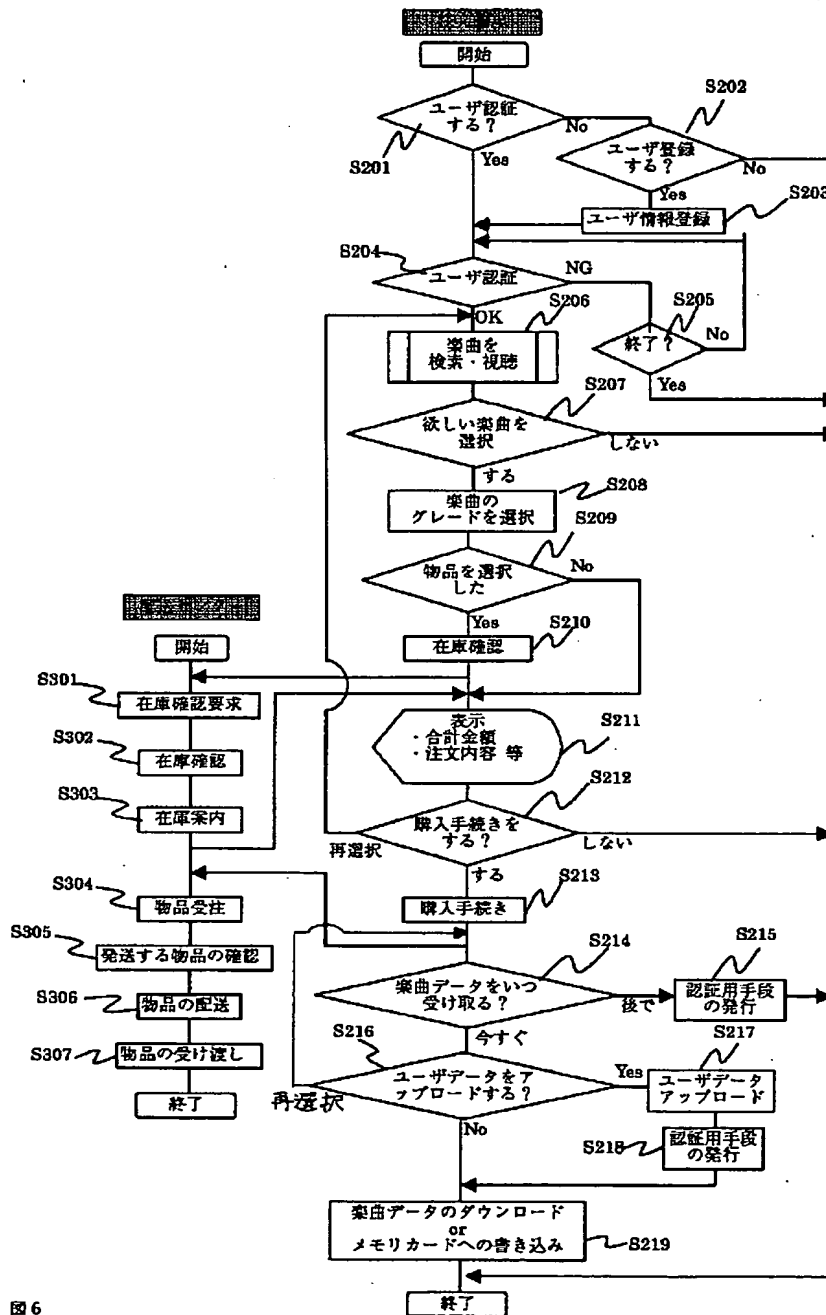 開始
ユーザ認証
する？
S201
No
Yes
S202
ユーザ登録
する？
No
Yes
S203
ユーザ情報登録
S204
ユーザ認証
NG
OK
S205
終了？
No
Yes
S206
楽曲を
検索・視聴
S207
欲しい楽曲を
選択
しない
する
S208
楽曲の
グレードを選択
S209
物品を選択
した
No
Yes
S210
在庫確認
開始
S301
在庫確認要求
S302
在庫確認
S303
在庫案内
S304
物品受注
S305
発送する物品の確認
S306
物品の配送
S307
物品の受け渡し
終了
表示
・合計金額
・注文内容 等
S211
S212
購入手続きを
する？
再選択
しない
する
S213
購入手続き
S214
楽曲データをいつ
受け取る？
後で
今すぐ
S215
認証用手段
の発行
S216
ユーザデータをア
ップロードする？
再選択
Yes
No
S217
ユーザデータ
アップロード
S218
認証用手段
の発行
楽曲データのダウンロード
or
メモリカードへの書き込み
S219
終了
図6